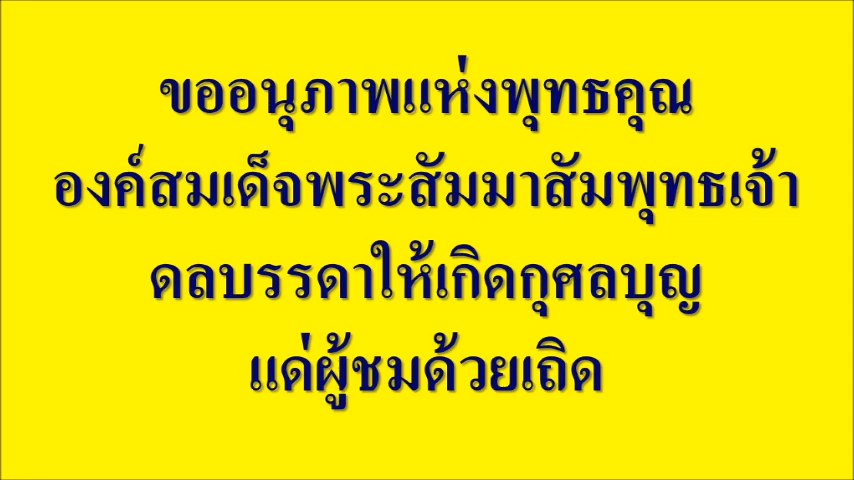 ขออนุภาพแห่งพุทธคุณ
องค์สมเด็จพระสัมมาสัมพุทธเจ้า
ดลบรรดาให้เกิดกุศลบุญ
แด่ผู้ชมด้วยเถิด